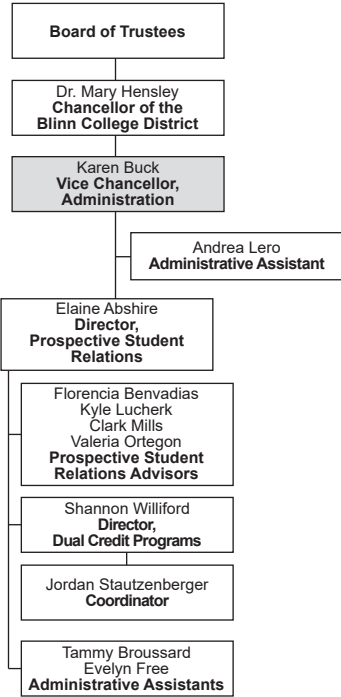 Board of Trustees
Dr. Mary Hensley
Chancellor of the
Blinn College District
Karen Buck
Vice Chancellor,
Administration
Andrea Lero
Administrative Assistant
Elaine Abshire
Director,
Prospective Student
Relations
Florencia Benvadias
Kyle Lucherk
Clark Mills
Valeria Ortegon
Prospective Student
Relations Advisors
Shannon Williford
Director,
Dual Credit Programs
Jordan Stautzenberger
Coordinator
Tammy Broussard
Evelyn Free
Administrative Assistants